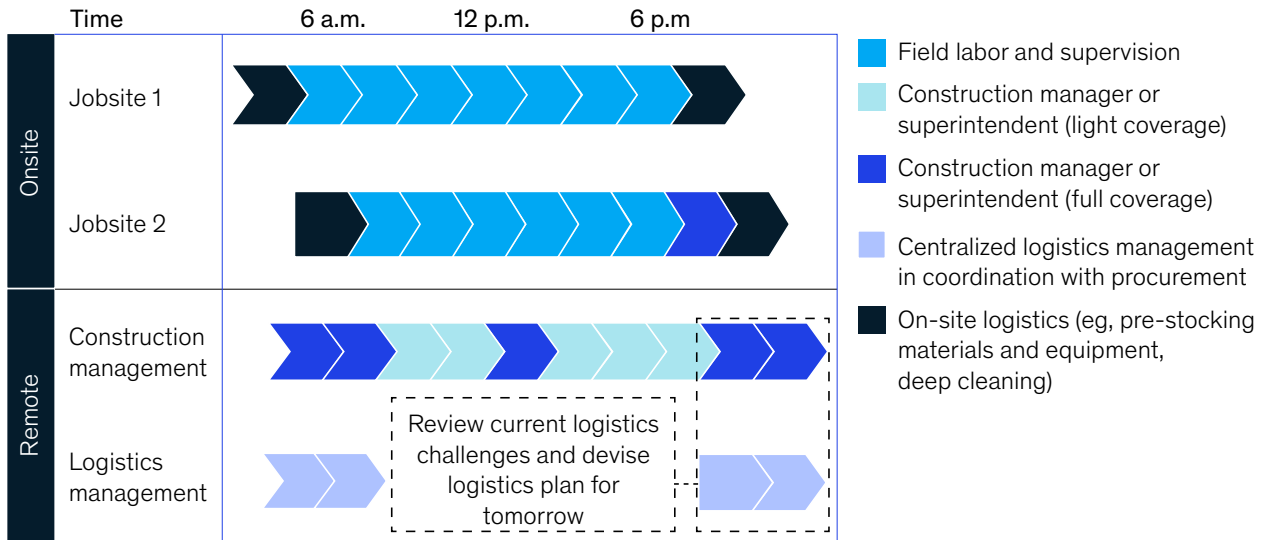 Time 6 a.m. 12 p.m. 6 p.m
Onsite
Jobsite 1
Jobsite 2
Remote
Construction
management
Logistics
management
Review current logistics
challenges and devise
logistics plan for
tomorrow
Field labor and supervision
Construction manager or
superintendent (light coverage)
Construction manager or
superintendent (full coverage)
Centralized logistics management
in coordination with procurement
On-site logistics (eg, pre-stocking
materials and equipment,
deep cleaning)